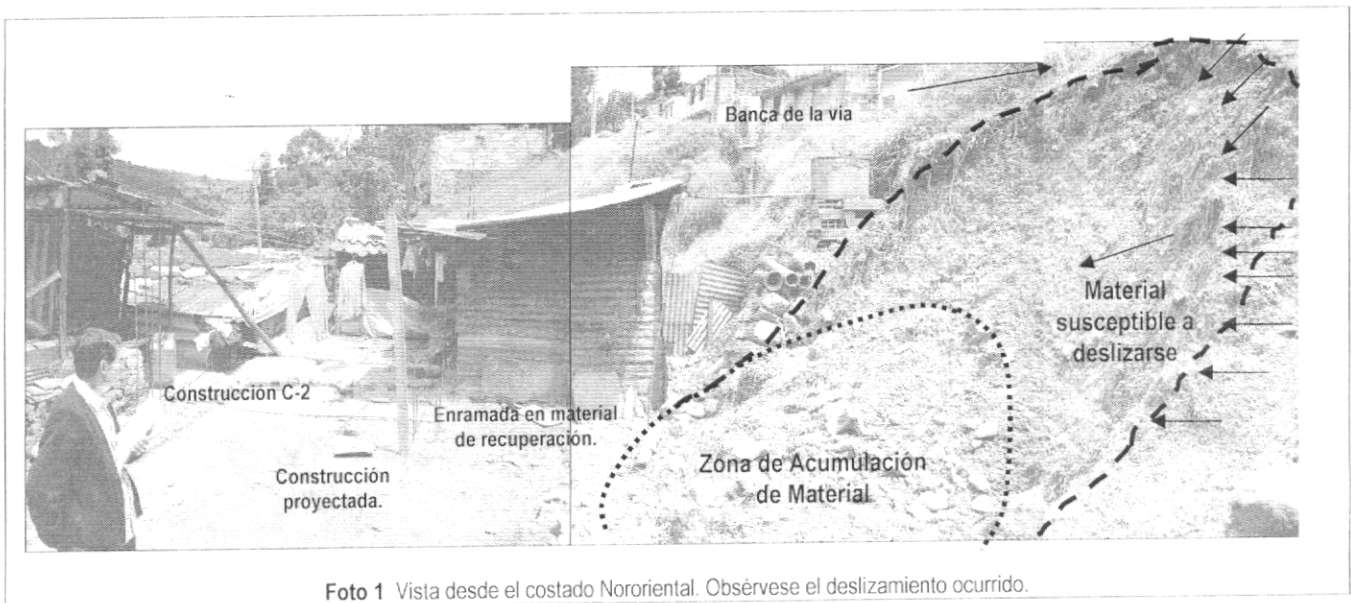 Banca de la via
Material
susceptible a
deslizarse
Construcción C-2
Enramada en material
de recuperación.
Zona de Acumulación
de Material
Construcción
proyectada.
Foto 1 Vista desde el costado Nororiental. Obsérvese el deslizamiento ocurrido.